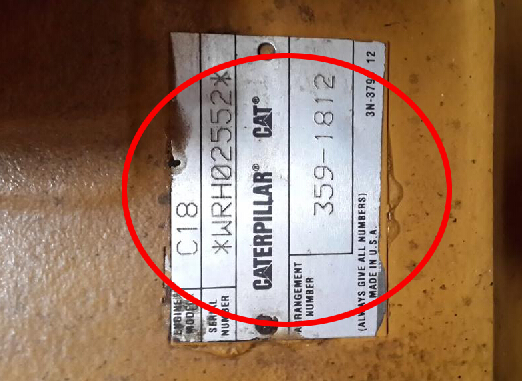 ENGINE MODEL C18
SERIAL NUMBER *WRH02552*
CATERPILLAR® CAT®
ARRANGEMENT NUMBER 359-1812
(ALWAYS GIVE ALL NUMBERS)
MADE IN U.S.A. 3N-379 12